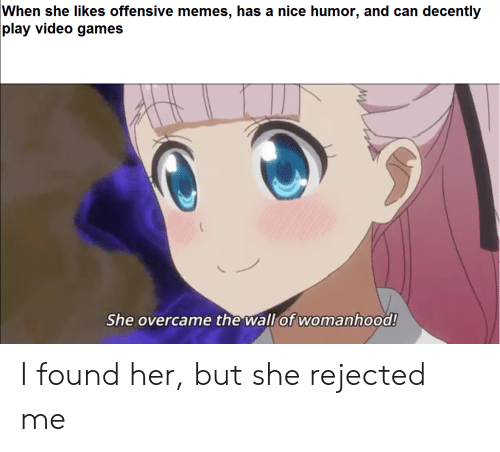 When she likes offensive memes, has a nice humor, and can decently
play video games
She overcame the wall of womanhood!
I found her, but she rejected
me